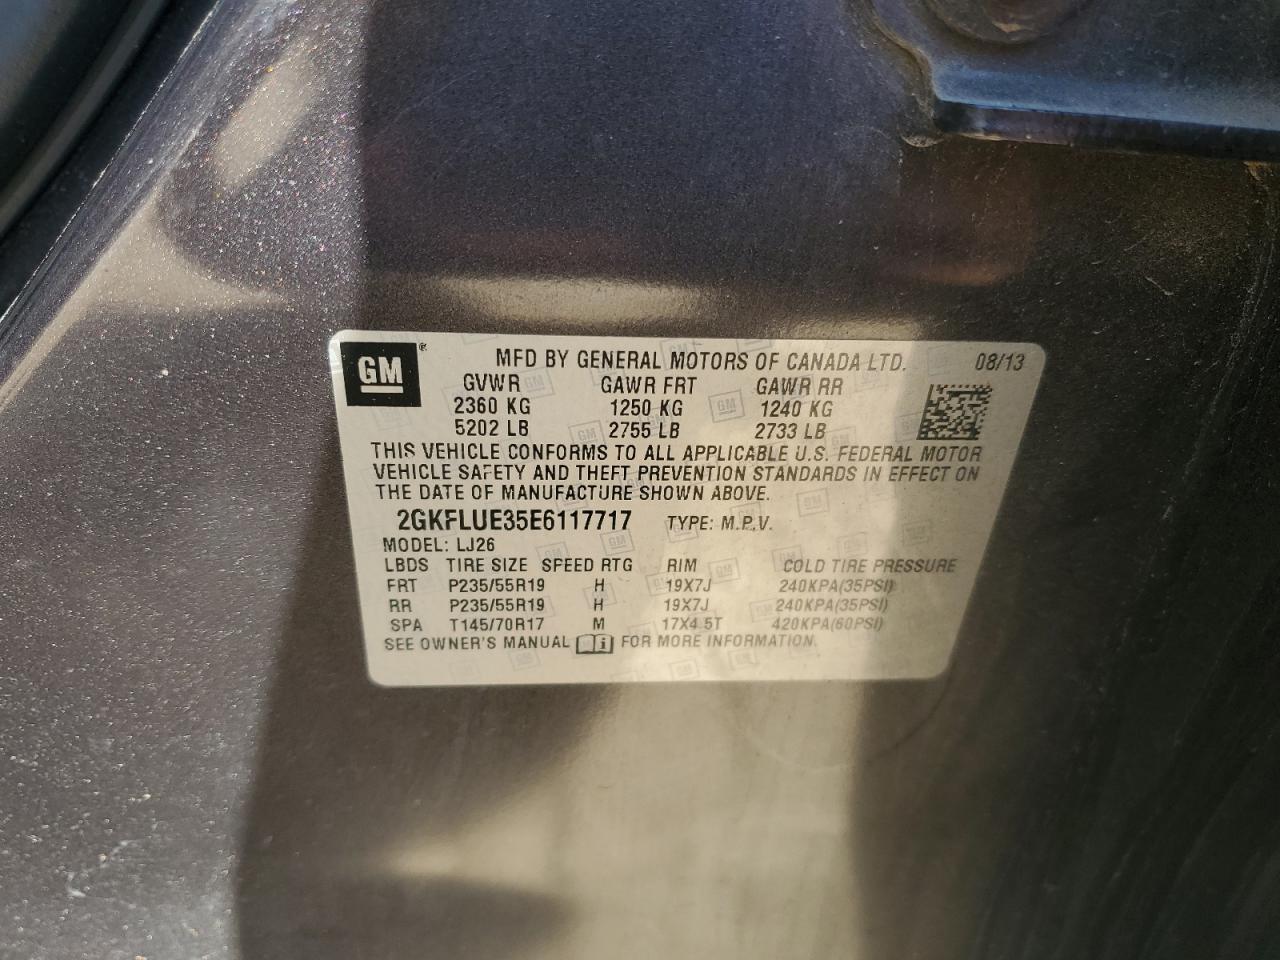 GM® MFD BY GENERAL MOTORS OF CANADA LTD. 08/13
GVWR GAWR FRT GAWR RR
2360 KG 1250 KG 1240 KG
5202 LB 2755 LB 2733 LB
THIS VEHICLE CONFORMS TO ALL APPLICABLE U.S. FEDERAL MOTOR
VEHICLE SAFETY AND THEFT PREVENTION STANDARDS IN EFFECT ON
THE DATE OF MANUFACTURE SHOWN ABOVE.
2GKFLUE35E6117717 TYPE: M.P.V.
MODEL: LJ26
LBDS TIRE SIZE SPEED RTG RIM COLD TIRE PRESSURE
FRT P235/55R19 H 19X7J 240KPA(35PSI)
RR P235/55R19 H 19X7J 240KPA(35PSI)
SPA T145/70R17 M 17X4.5T 420KPA(60PSI)
SEE OWNER'S MANUAL i FOR MORE INFORMATION.